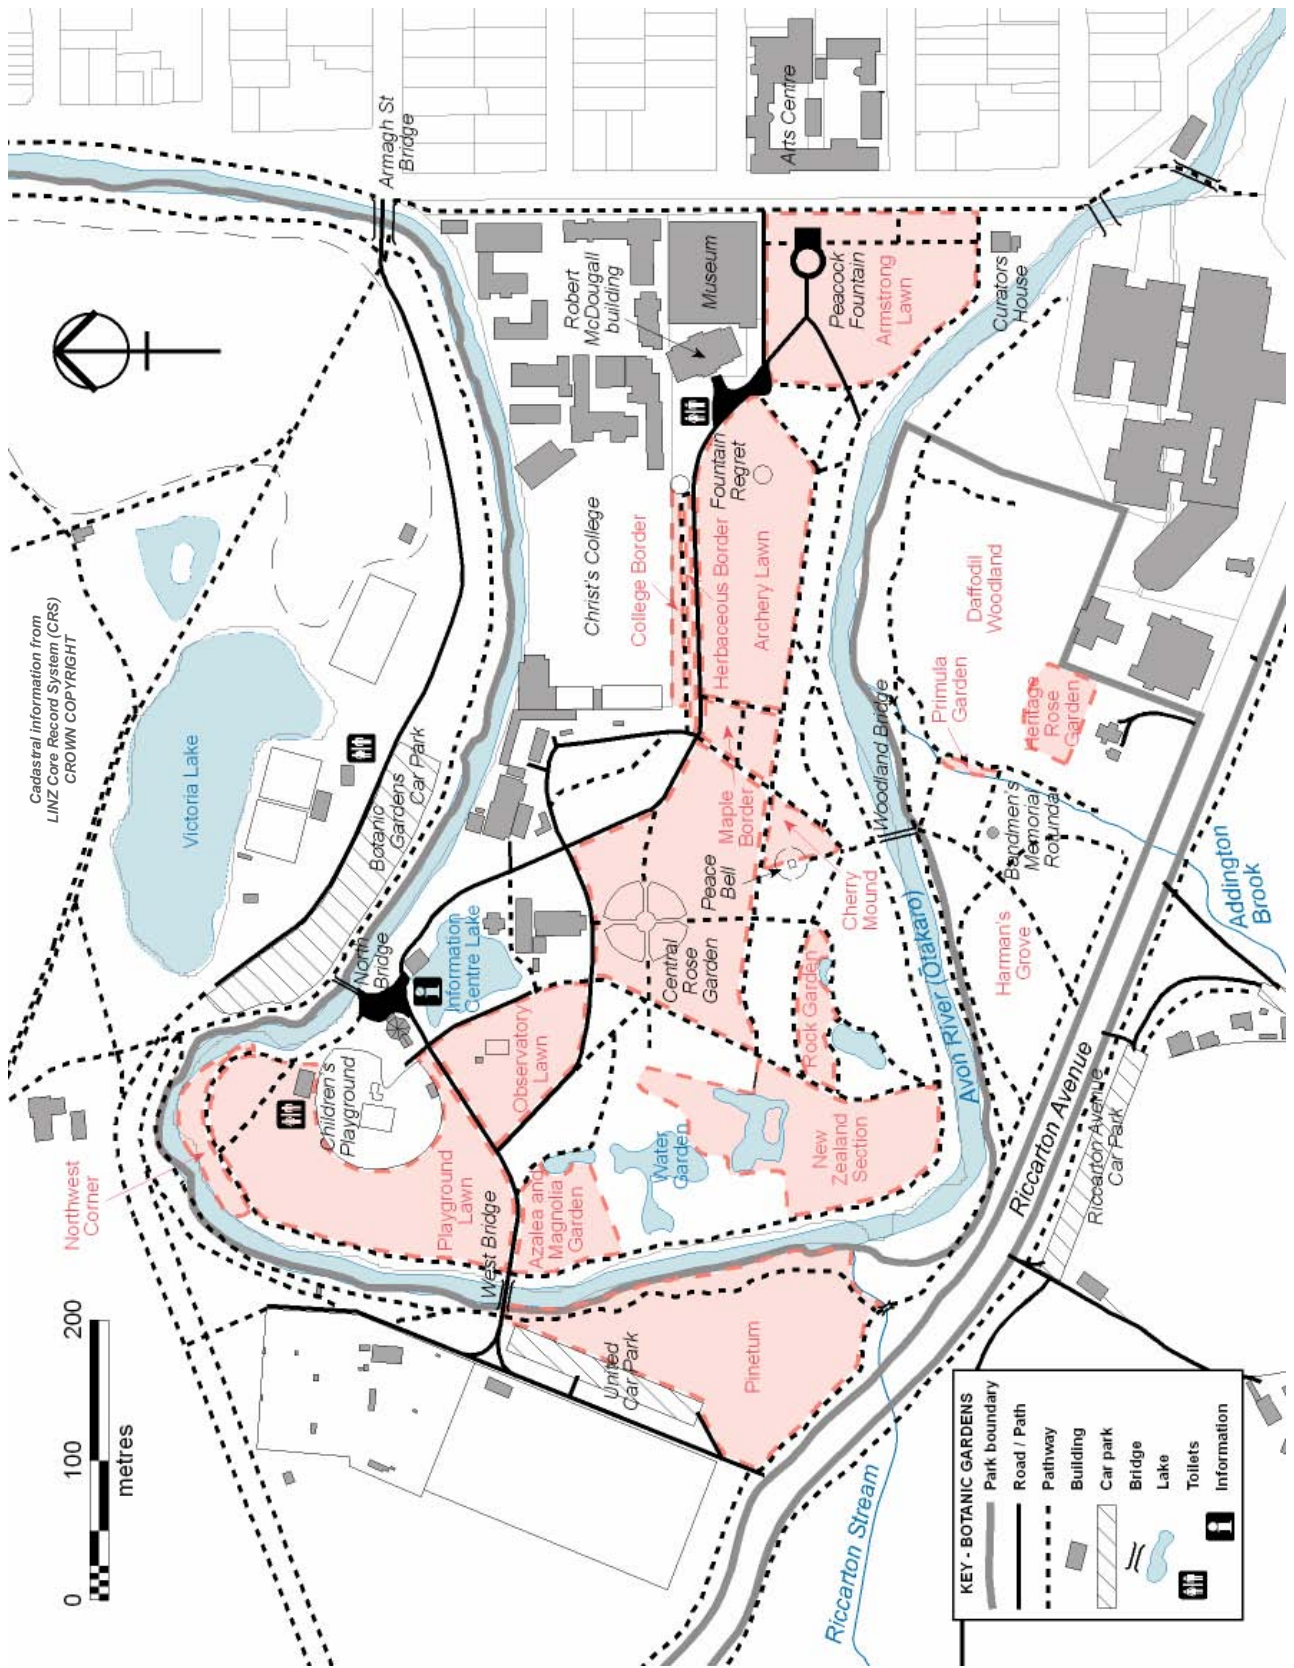 Cadastral information from
LINZ Core Record System (CRS)
CROWN COPYRIGHT
0 100 200
metres
Northwest
Corner
Victoria Lake
Armagh St
Bridge
Botanic
Gardens
Car Park
North
Bridge
Information
Centre Lake
Children's
Playground
Playground
Lawn
West Bridge
Observatory
Lawn
Azalea and
Magnolia
Garden
United
Car Park
Pinetum
Water
Garden
New
Zealand
Section
Rock Garden
Central
Rose
Garden
Peace
Bell
Cherry
Mound
Maple
Border
Christ's College
College Border
Herbaceous Border
Archery Lawn
Fountain
Regret
Robert
McDougall
building
Museum
Arts Centre
Peacock
Fountain
Armstrong
Lawn
Curators
House
Daffodil
Woodland
Primula
Garden
Heritage
Rose
Garden
Woodland Bridge
Bandmen's
Memorial
Rotunda
Harman's
Grove
Avon River (Ōtakaro)
Addington
Brook
Riccarton Avenue
Riccarton Avenue
Car Park
Riccarton Stream
KEY - BOTANIC GARDENS
Park boundary
Road / Path
Pathway
Building
Car park
Bridge
Lake
Toilets
Information